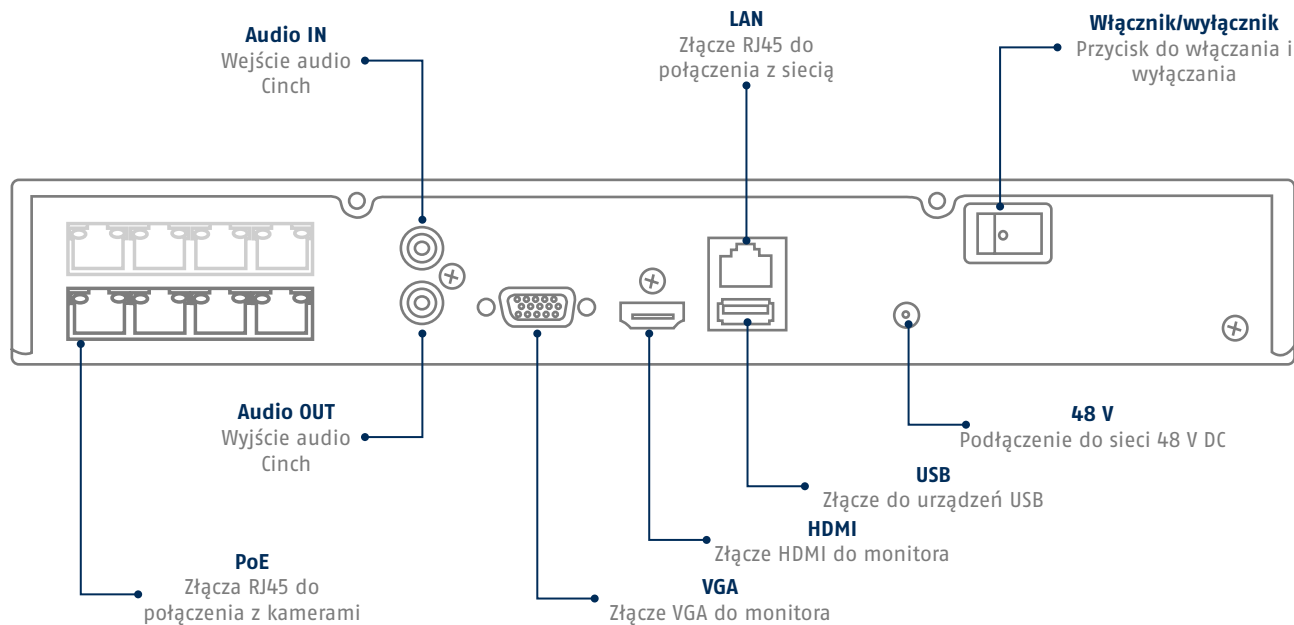 Audio IN
Wejście audio
Cinch
LAN
Złącze RJ45 do
połączenia z siecią
Włącznik/wyłącznik
Przycisk do włączania i
wyłączania
Audio OUT
Wyjście audio
Cinch
48 V
Podłączenie do sieci 48 V DC
USB
Złącze do urządzeń USB
HDMI
Złącze HDMI do monitora
PoE
Złącza RJ45 do
połączenia z kamerami
VGA
Złącze VGA do monitora